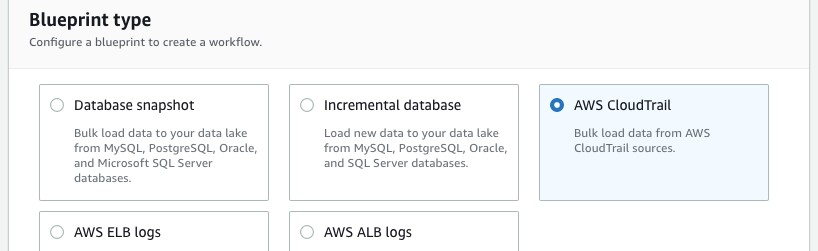 Blueprint type
Configure a blueprint to create a workflow.
Database snapshot
Bulk load data to your data lake
from MySQL, PostgreSQL, Oracle,
and Microsoft SQL Server
databases.
Incremental database
Load new data to your data lake
from MySQL, PostgreSQL, Oracle,
and SQL Server databases.
AWS CloudTrail
Bulk load data from AWS
CloudTrail sources.
AWS ELB logs
AWS ALB logs